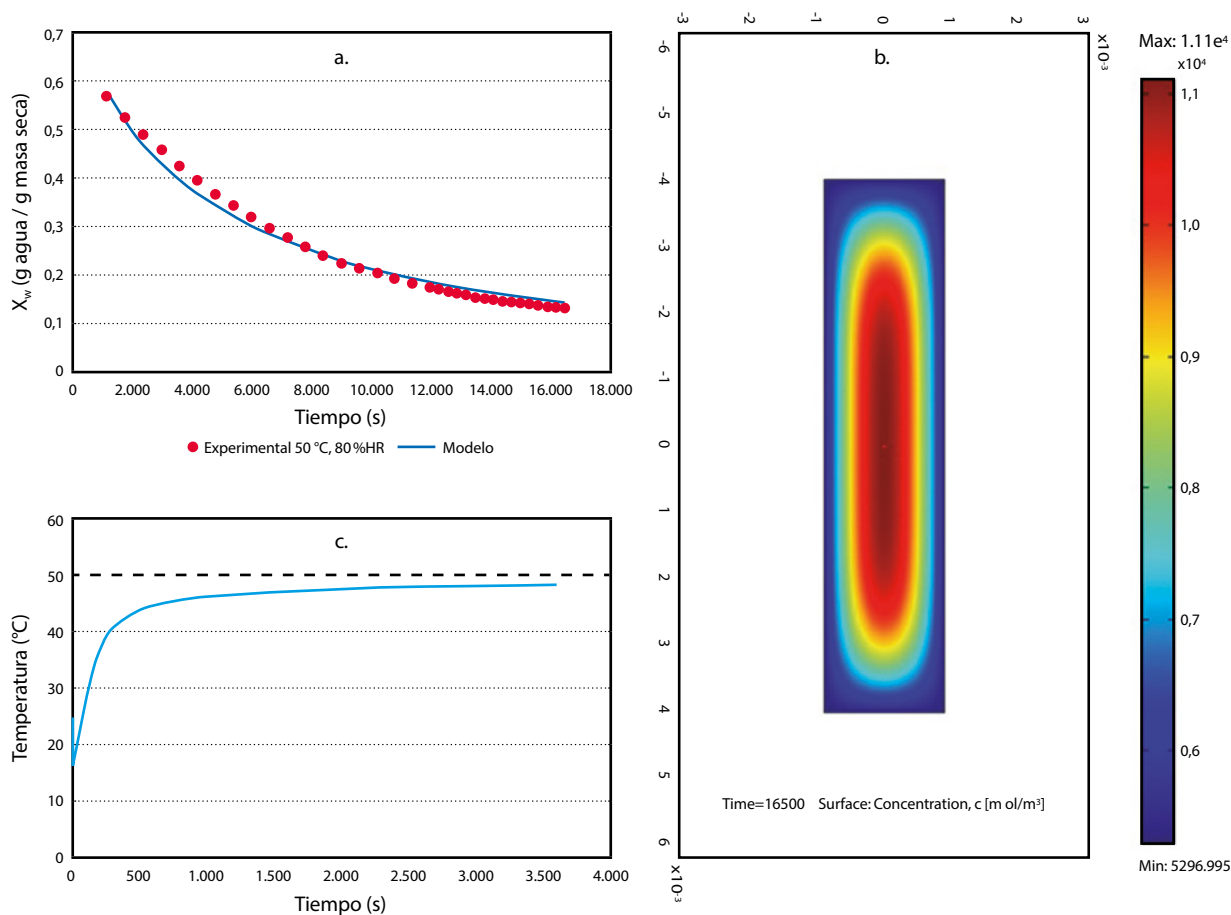 a.
0,7
0,6
0,5
0,4
0,3
0,2
0,1
0
X_w (g agua / g masa seca)
0 2.000 4.000 6.000 8.000 10.000 12.000 14.000 16.000 18.000
Tiempo (s)
Experimental 50 °C, 80 %HR Modelo
c.
60
50
40
30
20
10
0
Temperatura (°C)
0 500 1.000 1.500 2.000 2.500 3.000 3.500 4.000
Tiempo (s)
b.
-3 -2 -1 0 1 2 3
x10⁻³
-6
-5
-4
-3
-2
-1
0
1
2
3
4
5
6
x10⁻³
Time=16500 Surface: Concentration, c [m ol/m³]
Max: 1.11e⁴
x10⁴
1,1
1,0
0,9
0,8
0,7
0,6
Min: 5296.995